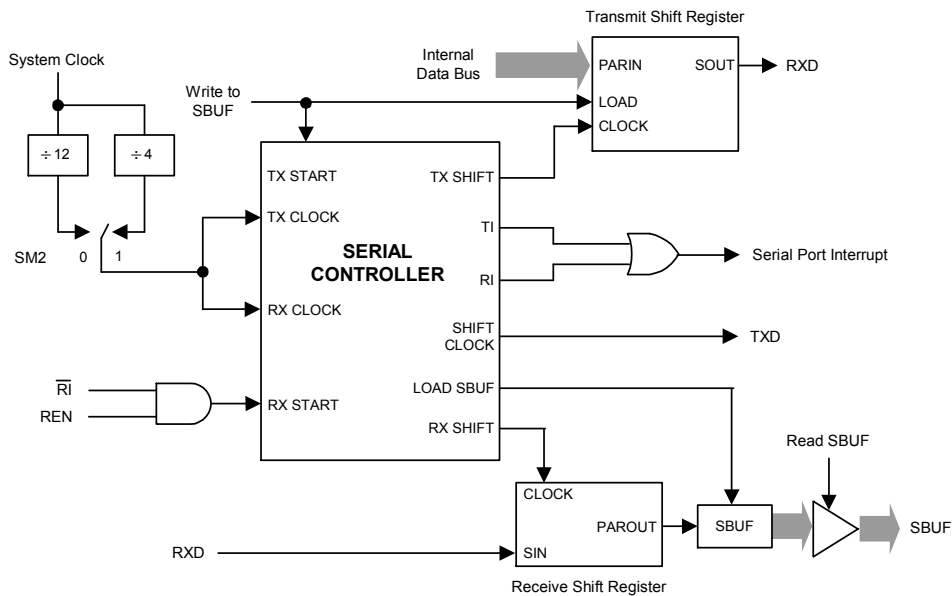 Transmit Shift Register
System Clock
Internal
Data Bus
PARIN
SOUT
RXD
Write to
SBUF
LOAD
CLOCK
÷12
÷4
TX START
TX SHIFT
TX CLOCK
TI
SM2
0
1
SERIAL
CONTROLLER
Serial Port Interrupt
RI
RX CLOCK
SHIFT
CLOCK
TXD
R̅I̅
REN
RX START
LOAD SBUF
RX SHIFT
Read SBUF
CLOCK
PAROUT
SBUF
SBUF
RXD
SIN
Receive Shift Register